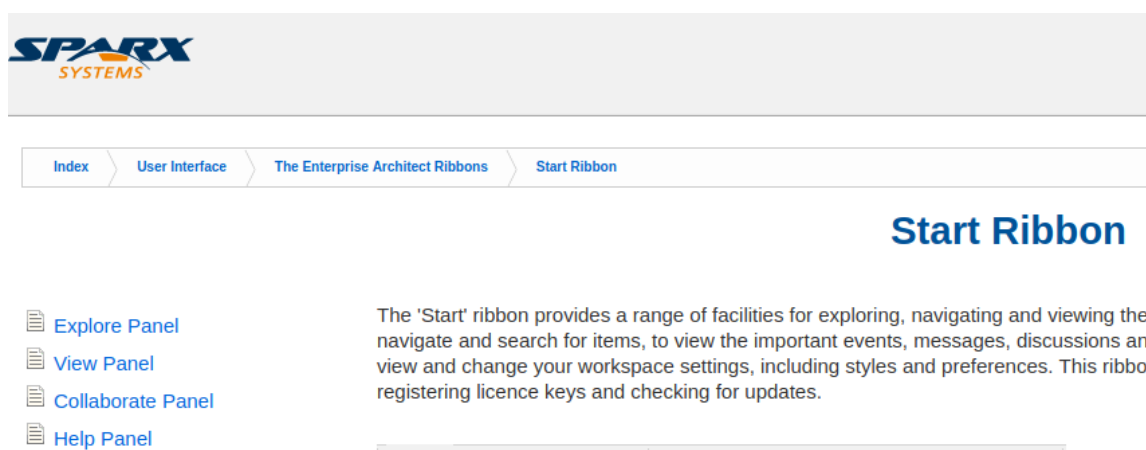 SPARX
SYSTEMS
Index User Interface The Enterprise Architect Ribbons Start Ribbon
Start Ribbon
Explore Panel
View Panel
Collaborate Panel
Help Panel
The 'Start' ribbon provides a range of facilities for exploring, navigating and viewing the
navigate and search for items, to view the important events, messages, discussions an
view and change your workspace settings, including styles and preferences. This ribbo
registering licence keys and checking for updates.